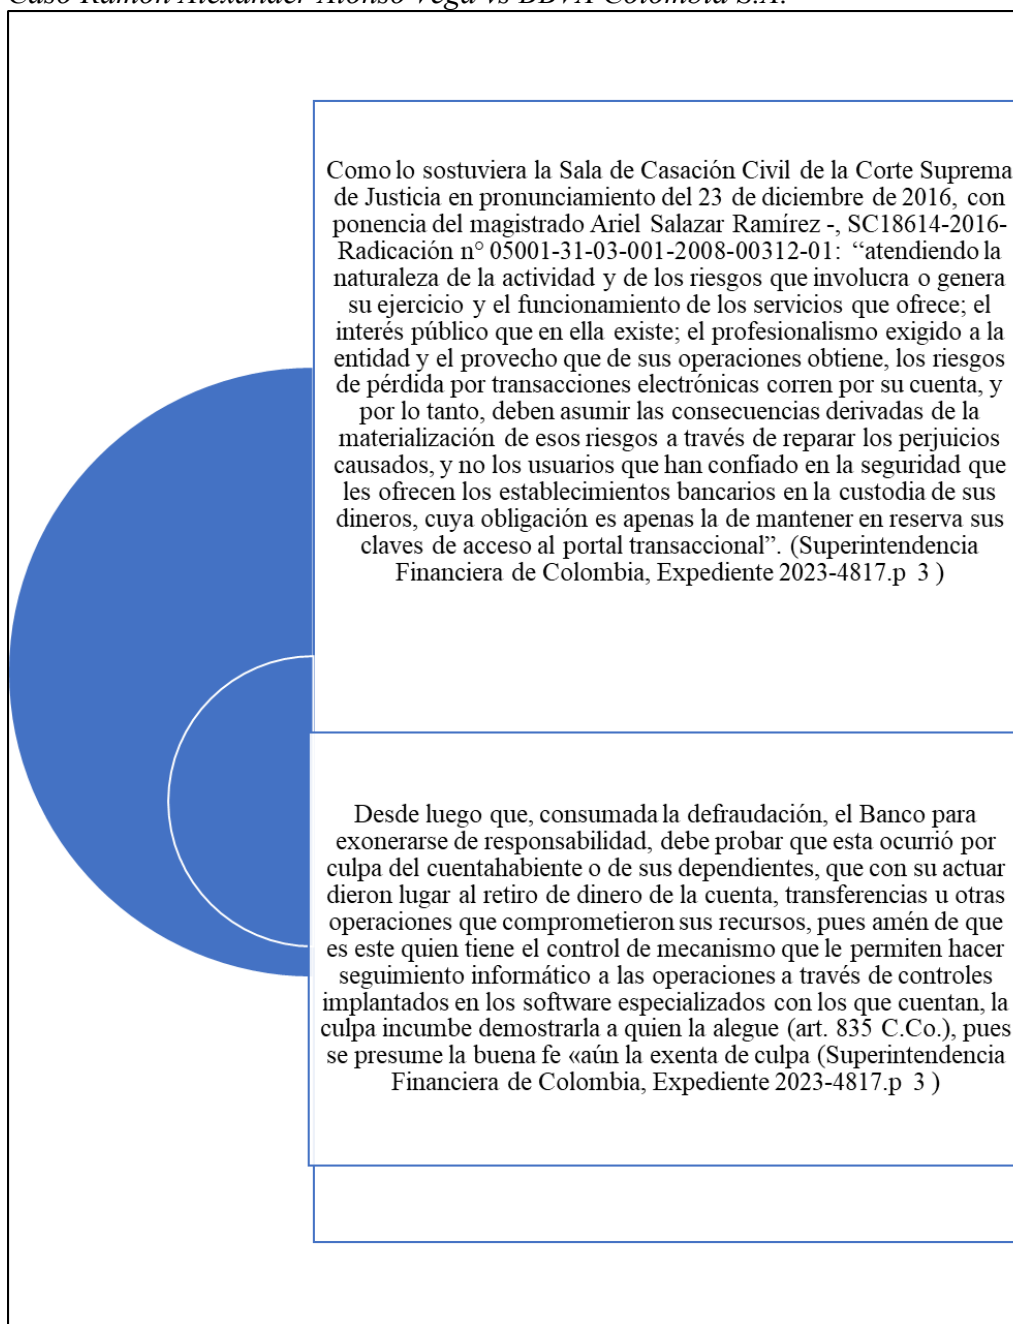 Caso Ramón Alexander Alonso Vega vs BBVA Colombia S.A.
Como lo sostuviera la Sala de Casación Civil de la Corte Suprema
de Justicia en pronunciamiento del 23 de diciembre de 2016, con
ponencia del magistrado Ariel Salazar Ramírez -, SC18614-2016-
Radicación n° 05001-31-03-001-2008-00312-01: “atendiendo la
naturaleza de la actividad y de los riesgos que involucra o genera
su ejercicio y el funcionamiento de los servicios que ofrece; el
interés público que en ella existe; el profesionalismo exigido a la
entidad y el provecho que de sus operaciones obtiene, los riesgos
de pérdida por transacciones electrónicas corren por su cuenta, y
por lo tanto, deben asumir las consecuencias derivadas de la
materialización de esos riesgos a través de reparar los perjuicios
causados, y no los usuarios que han confiado en la seguridad que
les ofrecen los establecimientos bancarios en la custodia de sus
dineros, cuya obligación es apenas la de mantener en reserva sus
claves de acceso al portal transaccional”. (Superintendencia
Financiera de Colombia, Expediente 2023-4817.p 3 )
Desde luego que, consumada la defraudación, el Banco para
exonerarse de responsabilidad, debe probar que esta ocurrió por
culpa del cuentahabiente o de sus dependientes, que con su actuar
dieron lugar al retiro de dinero de la cuenta, transferencias u otras
operaciones que comprometieron sus recursos, pues amén de que
es este quien tiene el control de mecanismo que le permiten hacer
seguimiento informático a las operaciones a través de controles
implantados en los software especializados con los que cuentan, la
culpa incumbe demostrarla a quien la alegue (art. 835 C.Co.), pues
se presume la buena fe «aún la exenta de culpa (Superintendencia
Financiera de Colombia, Expediente 2023-4817.p 3 )